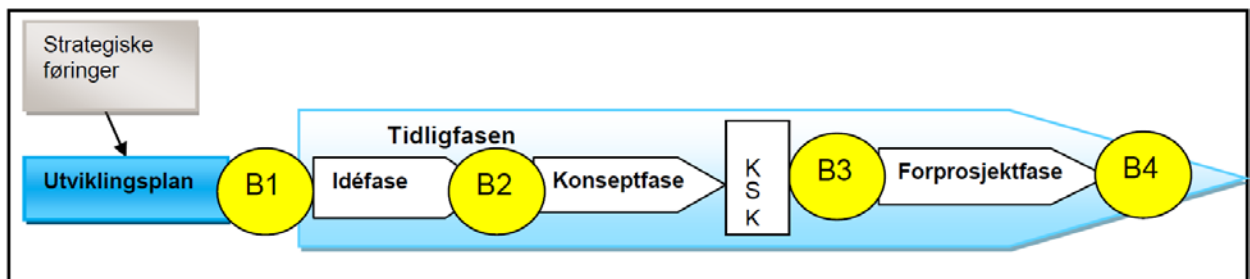 Strategiske
føringer
Tidligfasen
Utviklingsplan
B1
Idéfase
B2
Konseptfase
K
S
K
B3
Forprosjektfase
B4